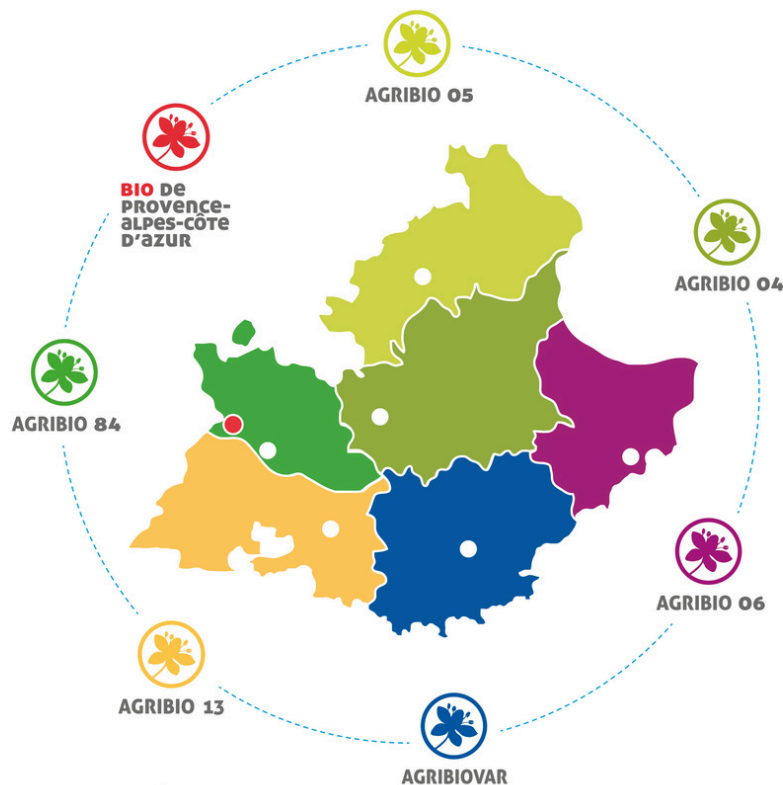 AGRIBIO 05
BIO De
PROVENCE-
aLPes-CÔTE
D'aZUR
AGRIBIO 04
AGRIBIO 84
AGRIBIO 06
AGRIBIO 13
AGRIBIOVAR